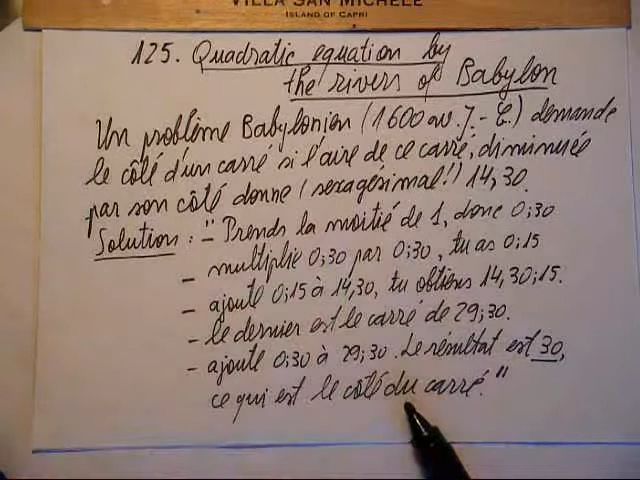 VILLA SAN MICHELE
ISLAND OF CAPRI
125. Quadratic equation by
the rivers of Babylon
Un problème Babylonien (1600 av. J.-C.) demande
le côté d'un carré si l'aire de ce carré, diminuée
par son côté donne (sexagésimal!) 14,30.
Solution: "- Prends la moitié de 1, donc 0;30
- multiplie 0;30 par 0;30, tu as 0;15
- ajoute 0;15 à 14,30, tu obtiens 14,30;15.
- le dernier est le carré de 29;30.
- ajoute 0;30 à 29;30. Le résultat est 30,
ce qui est le côté du carré."